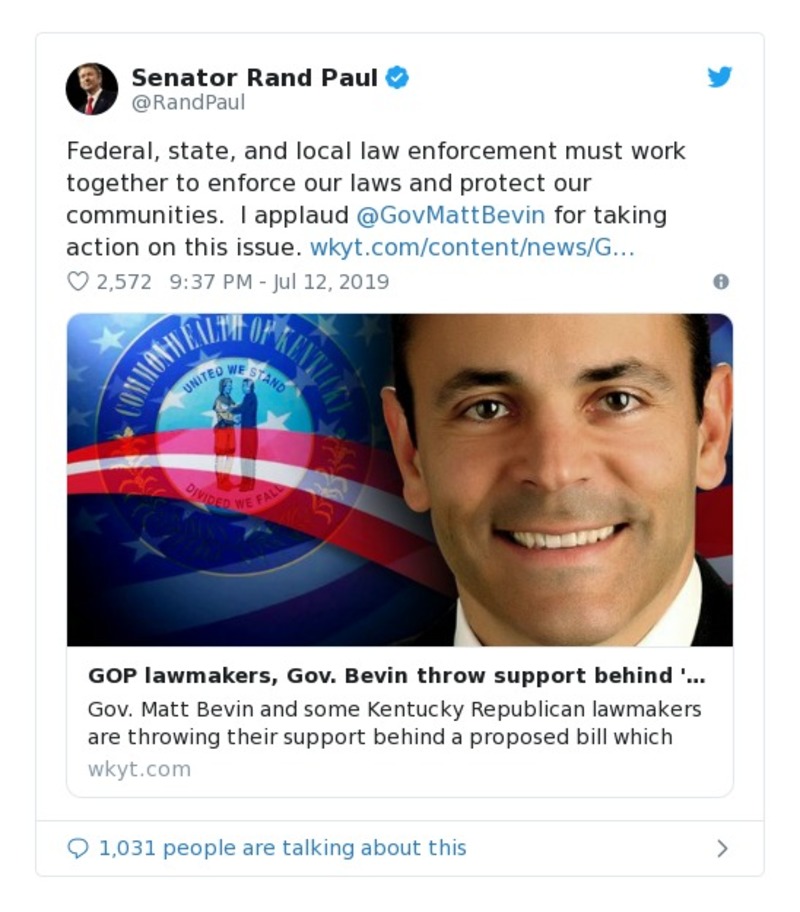 Senator Rand Paul
@RandPaul
Federal, state, and local law enforcement must work
together to enforce our laws and protect our
communities.  I applaud @GovMattBevin for taking
action on this issue. wkyt.com/content/news/G…
2,572 9:37 PM - Jul 12, 2019
COMMONWEALTH OF KENTUCKY
UNITED WE STAND
DIVIDED WE FALL
GOP lawmakers, Gov. Bevin throw support behind '…
Gov. Matt Bevin and some Kentucky Republican lawmakers
are throwing their support behind a proposed bill which
wkyt.com
1,031 people are talking about this